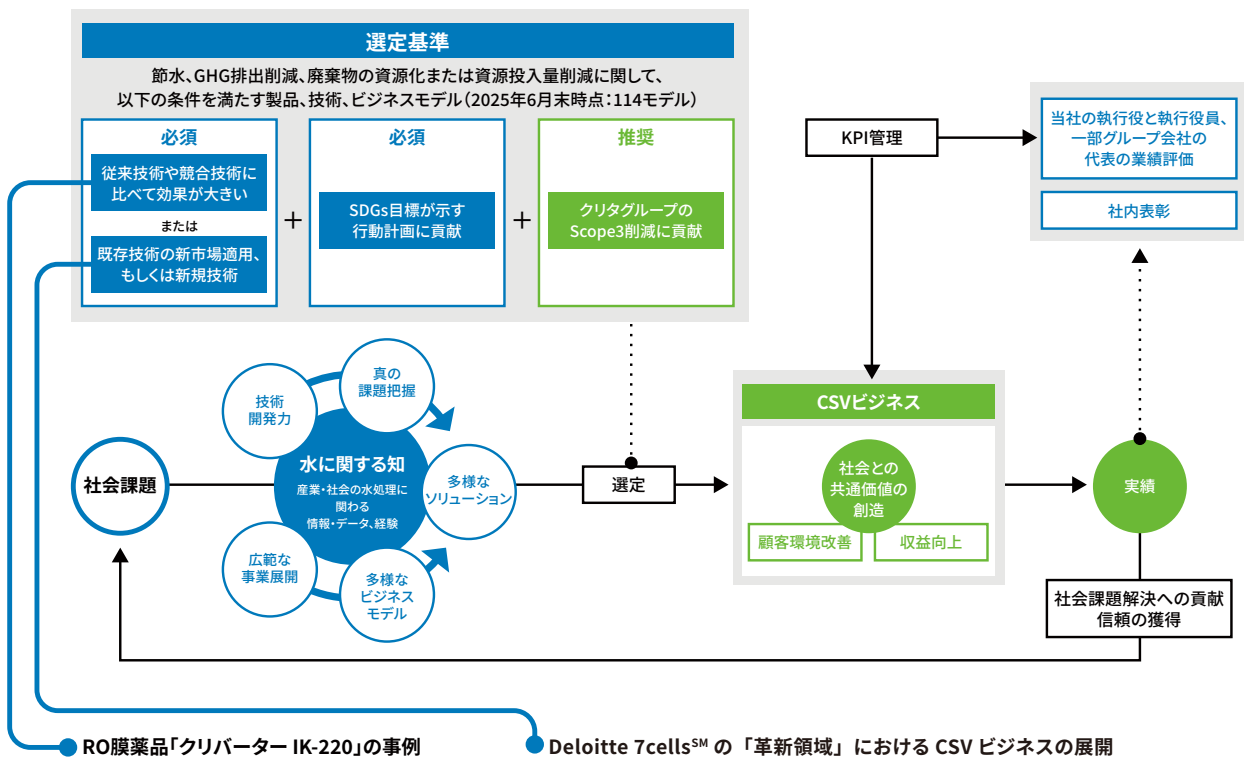 選定基準
節水、GHG排出削減、廃棄物の資源化または資源投入量削減に関して、
以下の条件を満たす製品、技術、ビジネスモデル（2025年6月末時点：114モデル）
必須
従来技術や競合技術に
比べて効果が大きい
または
既存技術の新市場適用、
もしくは新規技術
+
必須
SDGs目標が示す
行動計画に貢献
+
推奨
クリタグループの
Scope3削減に貢献
KPI管理
当社の執行役と執行役員、
一部グループ会社の
代表の業績評価
社内表彰
社会課題
技術
開発力
真の
課題把握
水に関する知
産業・社会の水処理に
関わる
情報・データ、経験
多様な
ソリューション
広範な
事業展開
多様な
ビジネス
モデル
選定
CSVビジネス
社会との
共通価値の
創造
顧客環境改善
収益向上
実績
社会課題解決への貢献
信頼の獲得
RO膜薬品「クリバーター IK-220」の事例
Deloitte 7cells℠ の「革新領域」における CSV ビジネスの展開